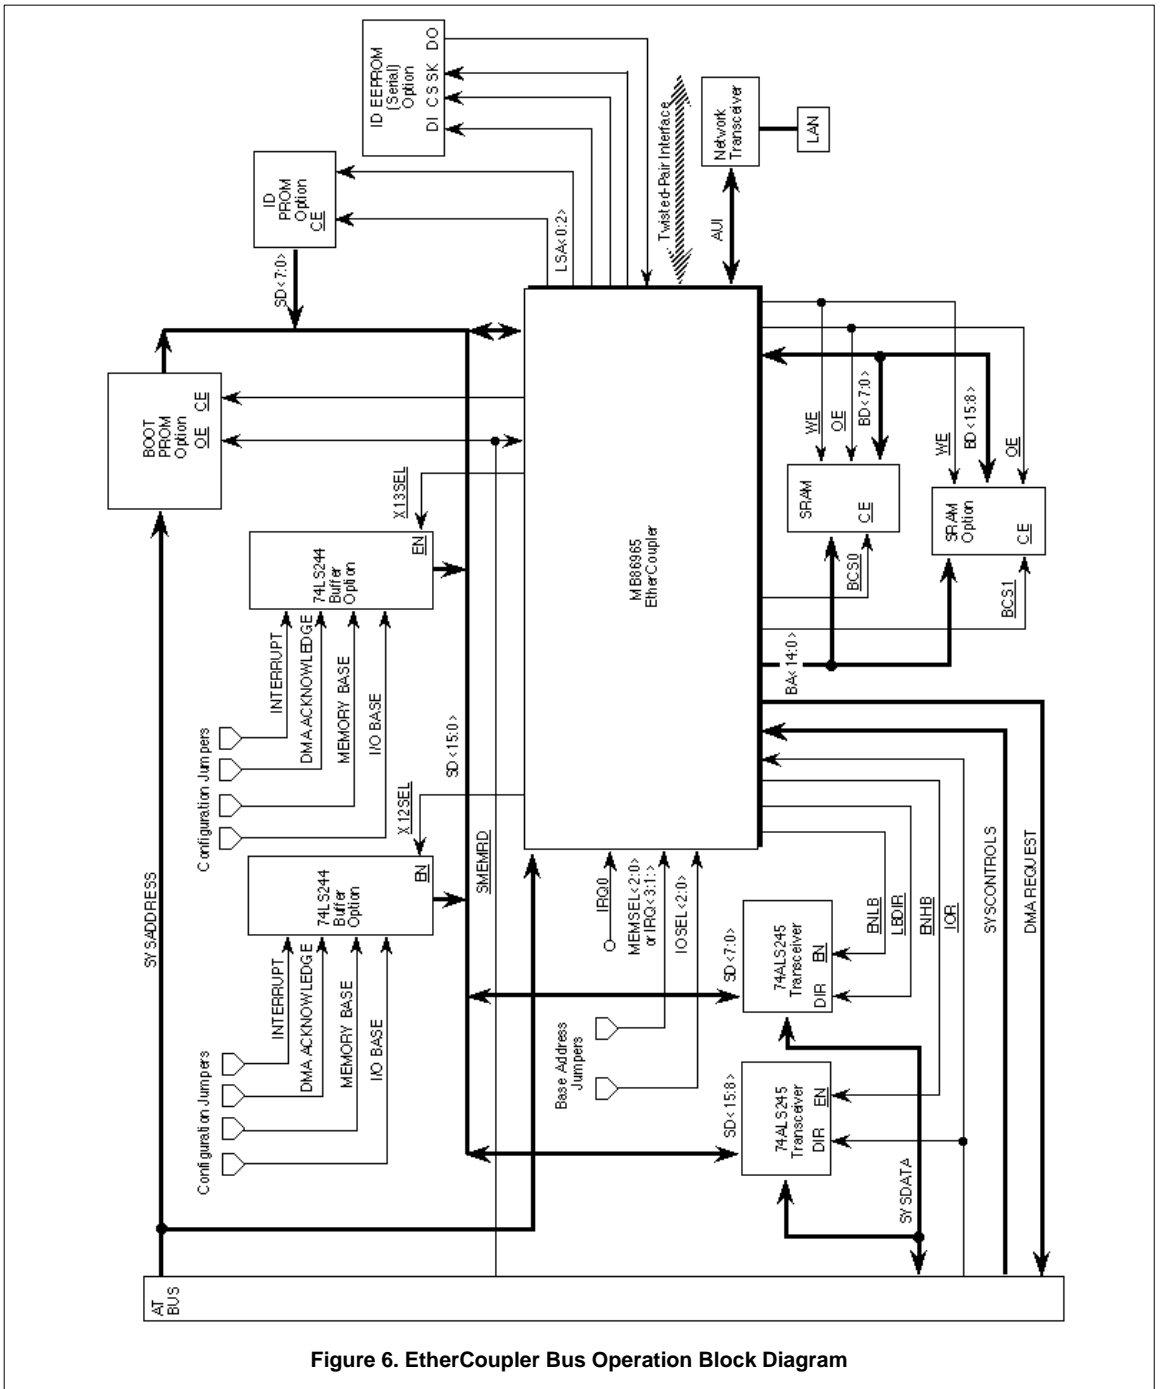 ID EEPROM
(Serial)
Option
DI CS SK DO
ID
PROM
Option
CE
SD<7:0>
LSA<0:2>
Twisted-Pair Interface
Network
Transceiver
LAN
AUI
BOOT
PROM
Option
OE CE
X13SEL
EN
74LS244
Buffer
Option
INTERRUPT
DMA ACKNOWLEDGE
MEMORY BASE
I/O BASE
Configuration Jumpers
SD<15:0>
X12SEL
EN
74LS244
Buffer
Option
INTERRUPT
DMA ACKNOWLEDGE
MEMORY BASE
I/O BASE
Configuration Jumpers
SYSADDRESS
SMEMRD
MB86965
EtherCoupler
WE
OE
BD<7:0>
WE
BD<15:8>
OE
SRAM
CE
SRAM
Option
CE
BCS0
BCS1
BA<14:0>
IRQ0
MEMSEL<2:0>
or IRQ<3:1:>
IOSEL<2:0>
Base Address
Jumpers
SD<7:0>
74ALS245
Transceiver
DIR EN
SD<15:8>
74ALS245
Transceiver
DIR EN
ENLB
LBDIR
ENHB
IOR
SYSCONTROLS
DMA REQUEST
SYSDATA
AT
BUS
Figure 6. EtherCoupler Bus Operation Block Diagram